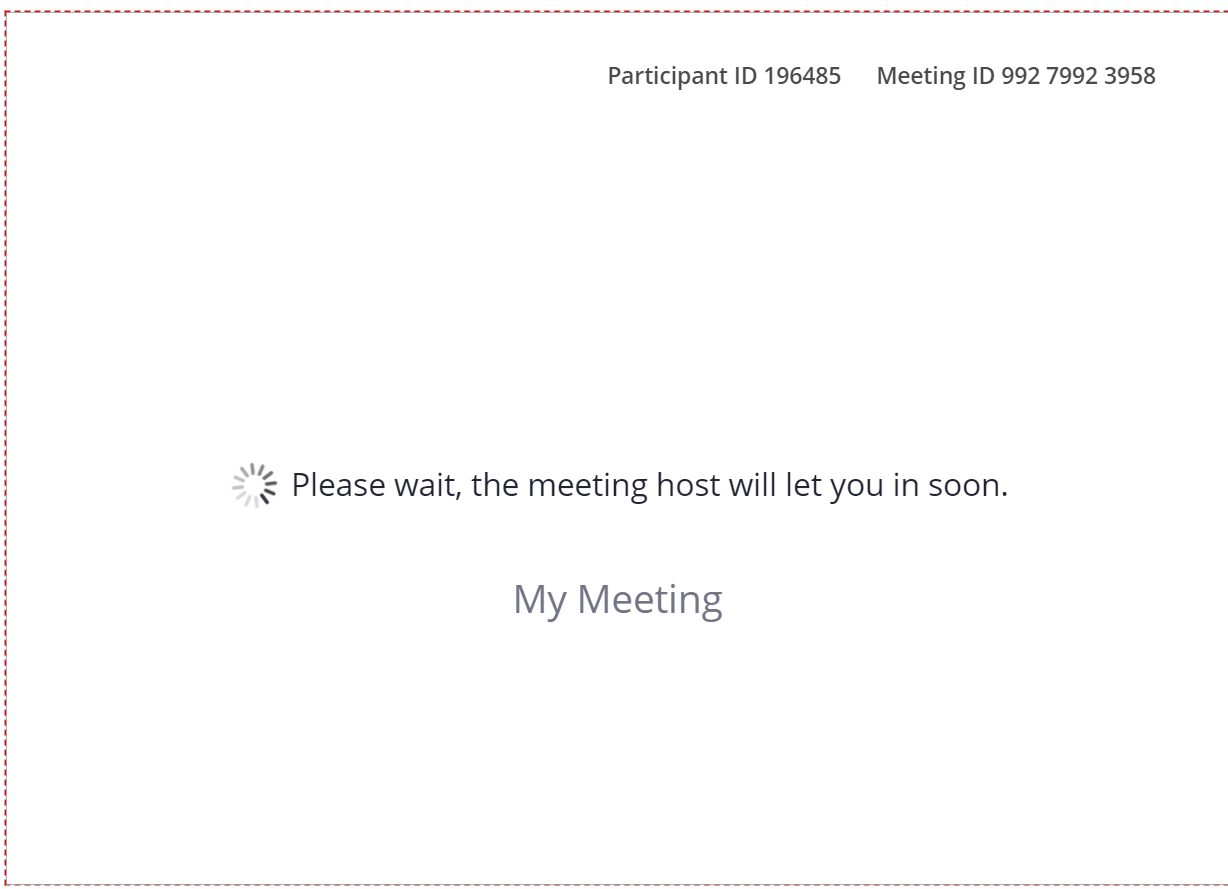 Participant ID 196485 Meeting ID 992 7992 3958
Please wait, the meeting host will let you in soon.
My Meeting